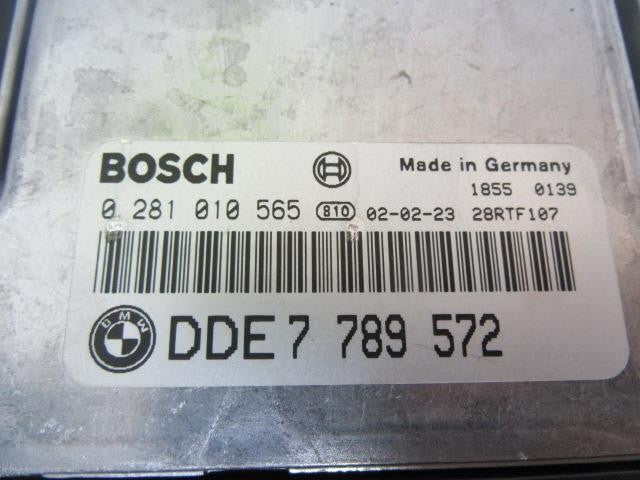 BOSCH Made in Germany
1855 0139
0 281 010 565 810 02-02-23 28RTF107
BMW DDE 7 789 572